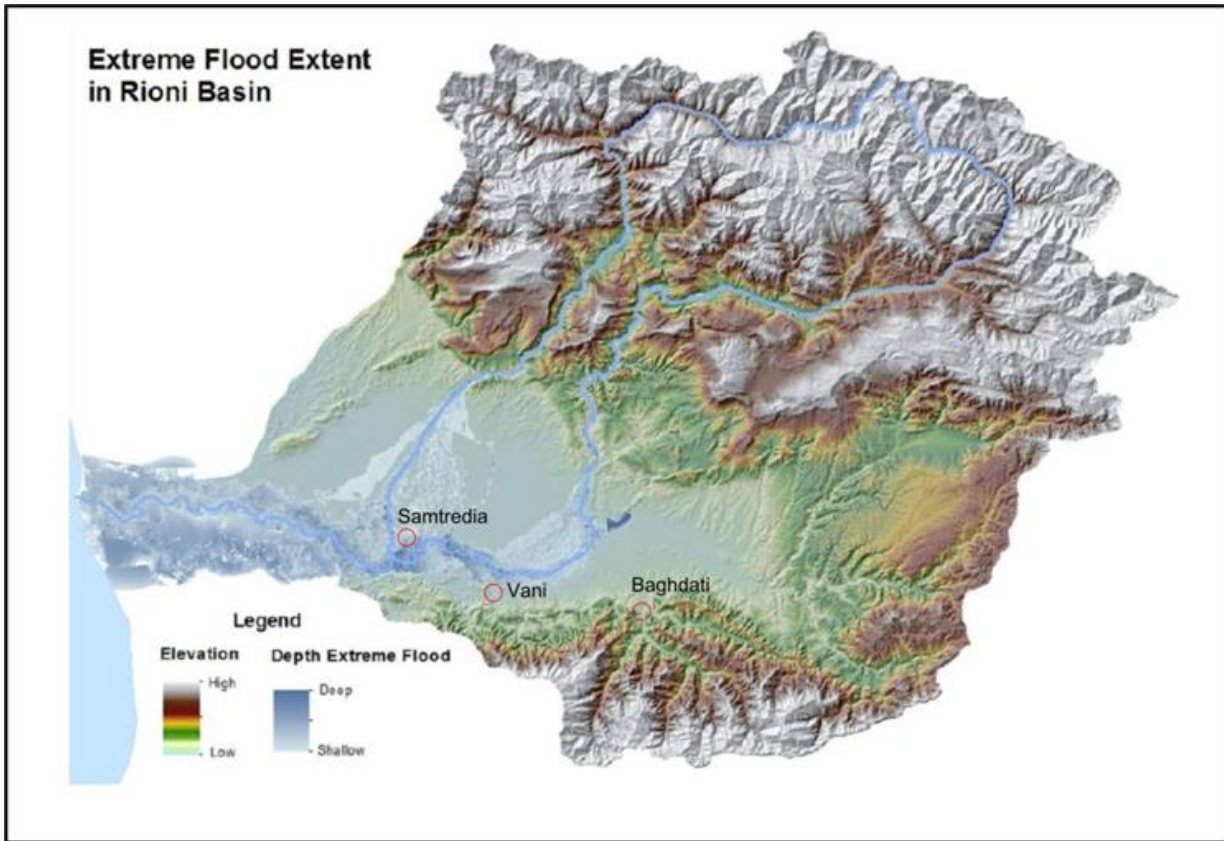 Extreme Flood Extent
in Rioni Basin
Samtredia
Vani
Baghdati
Legend
Elevation
High
Low
Depth Extreme Flood
Deep
Shallow